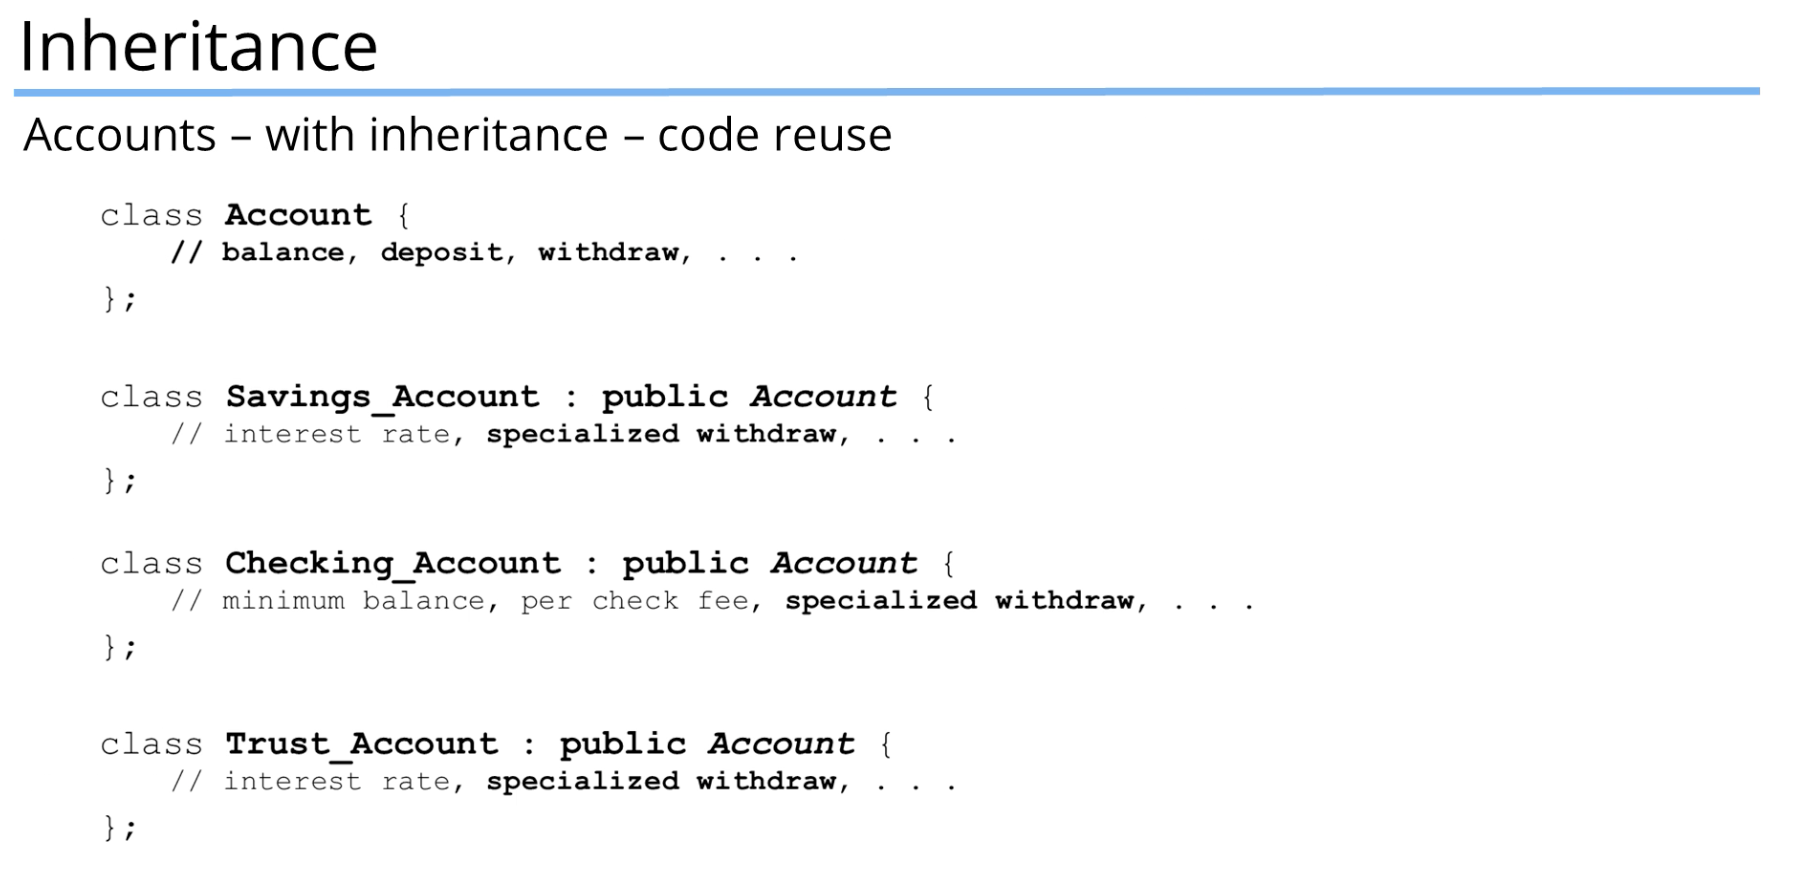 Inheritance
Accounts – with inheritance – code reuse
class Account {
// balance, deposit, withdraw, . . .
};
class Savings_Account : public Account {
// interest rate, specialized withdraw, . . .
};
class Checking_Account : public Account {
// minimum balance, per check fee, specialized withdraw, . . .
};
class Trust_Account : public Account {
// interest rate, specialized withdraw, . . .
};